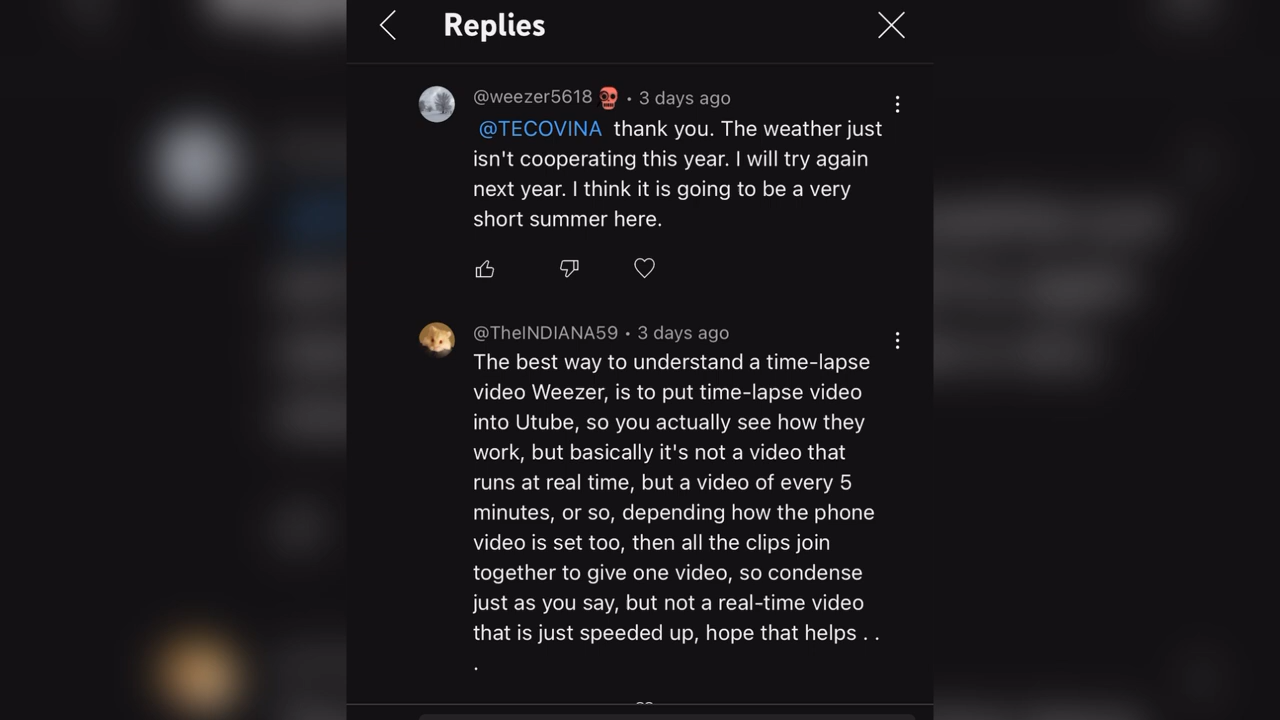 Replies
@weezer5618 • 3 days ago
@TECOVINA thank you. The weather just
isn't cooperating this year. I will try again
next year. I think it is going to be a very
short summer here.
@TheINDIANA59 • 3 days ago
The best way to understand a time-lapse
video Weezer, is to put time-lapse video
into Utube, so you actually see how they
work, but basically it's not a video that
runs at real time, but a video of every 5
minutes, or so, depending how the phone
video is set too, then all the clips join
together to give one video, so condense
just as you say, but not a real-time video
that is just speeded up, hope that helps . .
.